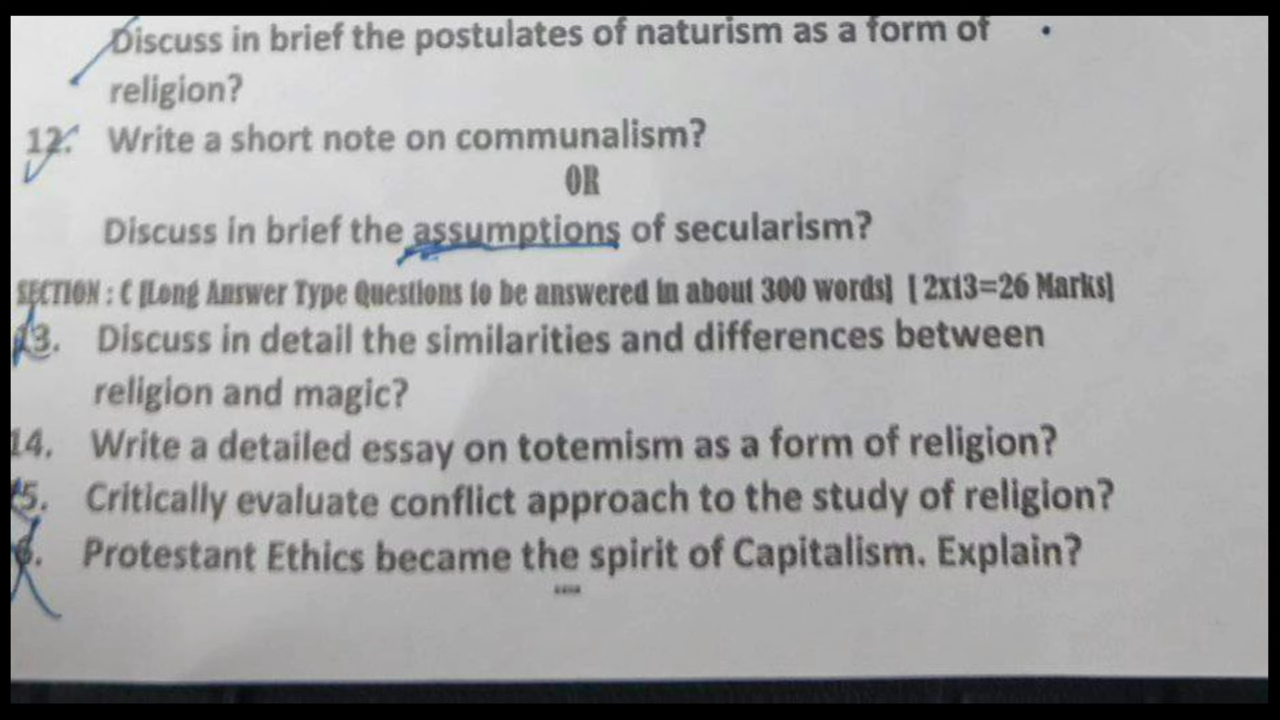 Discuss in brief the postulates of naturism as a form of
religion?
12. Write a short note on communalism?
OR
Discuss in brief the assumptions of secularism?
SECTION : C [Long Answer Type Questions to be answered in about 300 words] [ 2x13=26 Marks]
13. Discuss in detail the similarities and differences between
religion and magic?
14. Write a detailed essay on totemism as a form of religion?
15. Critically evaluate conflict approach to the study of religion?
16. Protestant Ethics became the spirit of Capitalism. Explain?